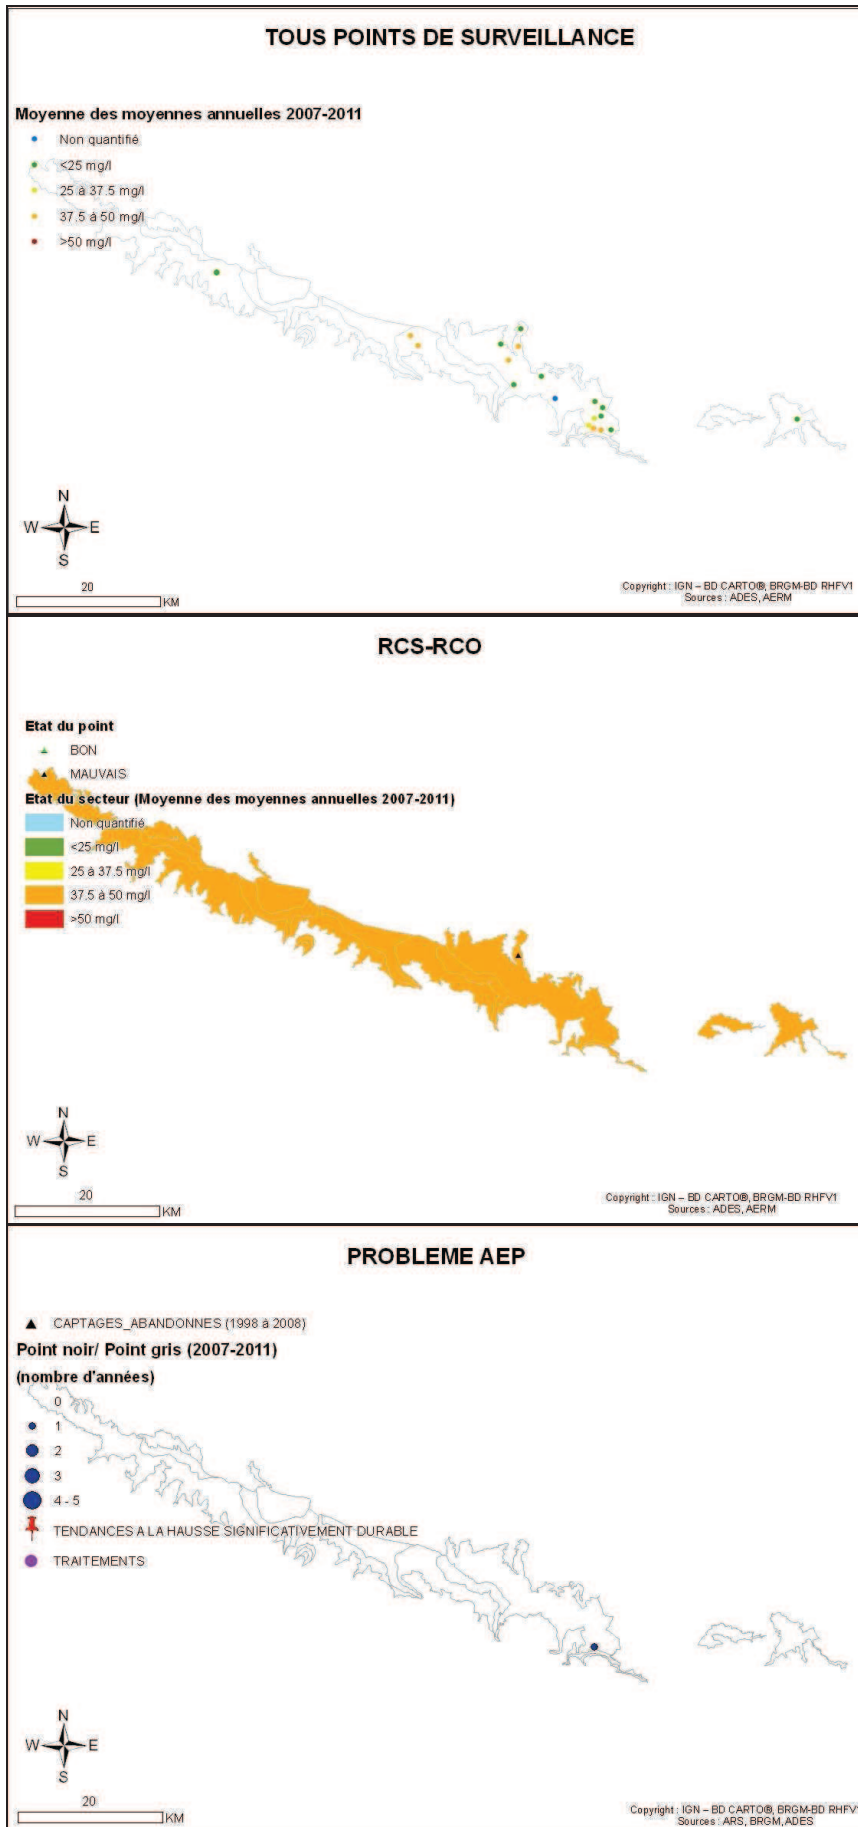 TOUS POINTS DE SURVEILLANCE
Moyenne des moyennes annuelles 2007-2011
Non quantifié
<25 mg/l
25 à 37.5 mg/l
37.5 à 50 mg/l
>50 mg/l
N
W E
S
20
KM
Copyright : IGN – BD CARTO®, BRGM-BD RHFV1
Sources : ADES, AERM
RCS-RCO
Etat du point
BON
MAUVAIS
Etat du secteur (Moyenne des moyennes annuelles 2007-2011)
Non quantifié
<25 mg/l
25 à 37.5 mg/l
37.5 à 50 mg/l
>50 mg/l
N
W E
S
20
KM
Copyright : IGN – BD CARTO®, BRGM-BD RHFV1
Sources : ADES, AERM
PROBLEME AEP
CAPTAGES_ABANDONNES (1998 à 2008)
Point noir/ Point gris (2007-2011)
(nombre d'années)
0
1
2
3
4 - 5
TENDANCES A LA HAUSSE SIGNIFICATIVEMENT DURABLE
TRAITEMENTS
N
W E
S
20
KM
Copyright : IGN – BD CARTO®, BRGM-BD RHFV1
Sources : ARS, BRGM, ADES